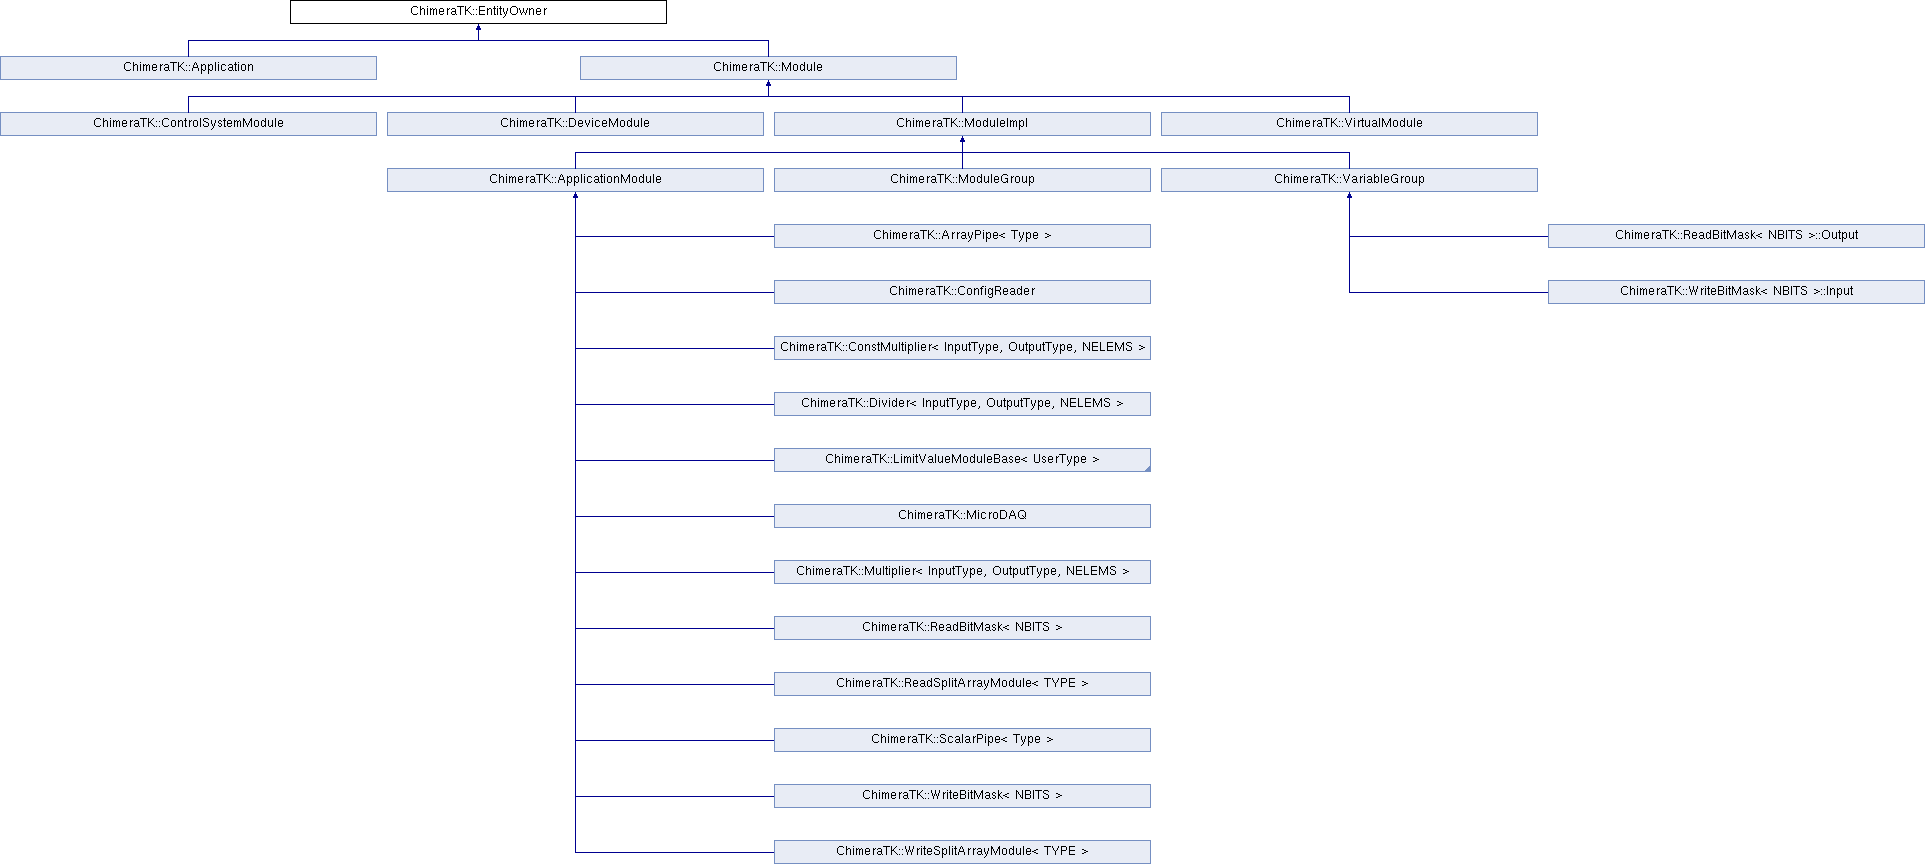 ChimeraTK::EntityOwner
ChimeraTK::Application
ChimeraTK::Module
ChimeraTK::ControlSystemModule
ChimeraTK::DeviceModule
ChimeraTK::ModuleImpl
ChimeraTK::VirtualModule
ChimeraTK::ApplicationModule
ChimeraTK::ModuleGroup
ChimeraTK::VariableGroup
ChimeraTK::ArrayPipe< Type >
ChimeraTK::ReadBitMask< NBITS >::Output
ChimeraTK::ConfigReader
ChimeraTK::WriteBitMask< NBITS >::Input
ChimeraTK::ConstMultiplier< InputType, OutputType, NELEMS >
ChimeraTK::Divider< InputType, OutputType, NELEMS >
ChimeraTK::LimitValueModuleBase< UserType >
ChimeraTK::MicroDAQ
ChimeraTK::Multiplier< InputType, OutputType, NELEMS >
ChimeraTK::ReadBitMask< NBITS >
ChimeraTK::ReadSplitArrayModule< TYPE >
ChimeraTK::ScalarPipe< Type >
ChimeraTK::WriteBitMask< NBITS >
ChimeraTK::WriteSplitArrayModule< TYPE >